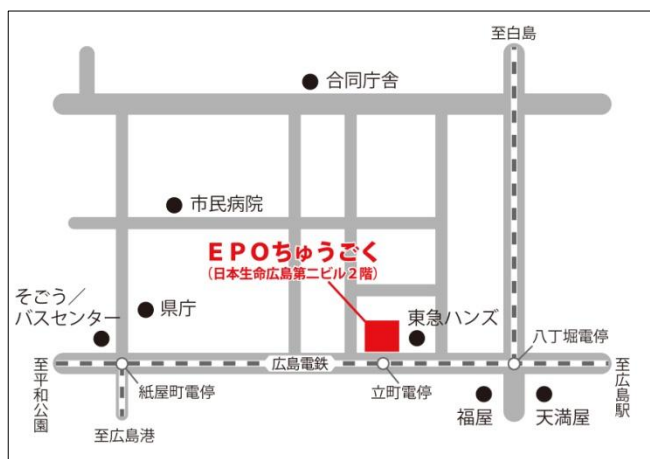 至白島
合同庁舎
市民病院
EPOちゅうごく
(日本生命広島第二ビル2階)
そごう／
バスセンター
県庁
東急ハンズ
八丁堀電停
至平和公園
広島電鉄
至広島駅
紙屋町電停
立町電停
福屋
天満屋
至広島港